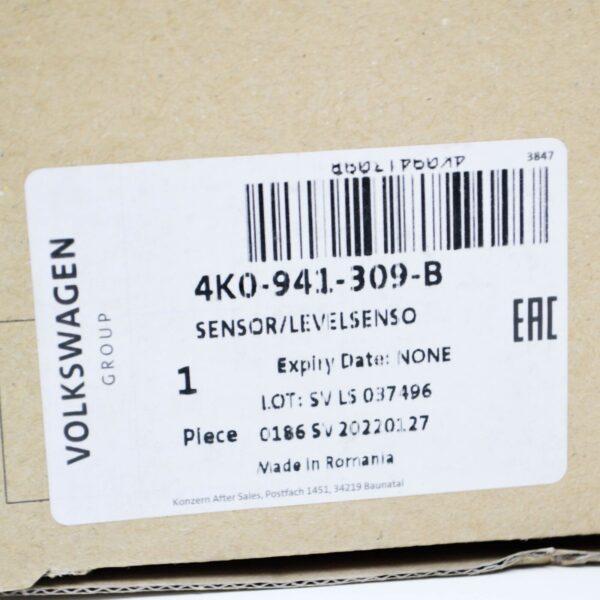 3847
4K0-941-309-B
SENSOR/LEVELSENSO
EAC
Expiry Date: NONE
1
LOT: SV LS 037496
Piece 0186 SV 20220127
Made in Romania
Konzern After Sales, Postfach 1451, 34219 Baunatal
VOLKSWAGEN
GROUP